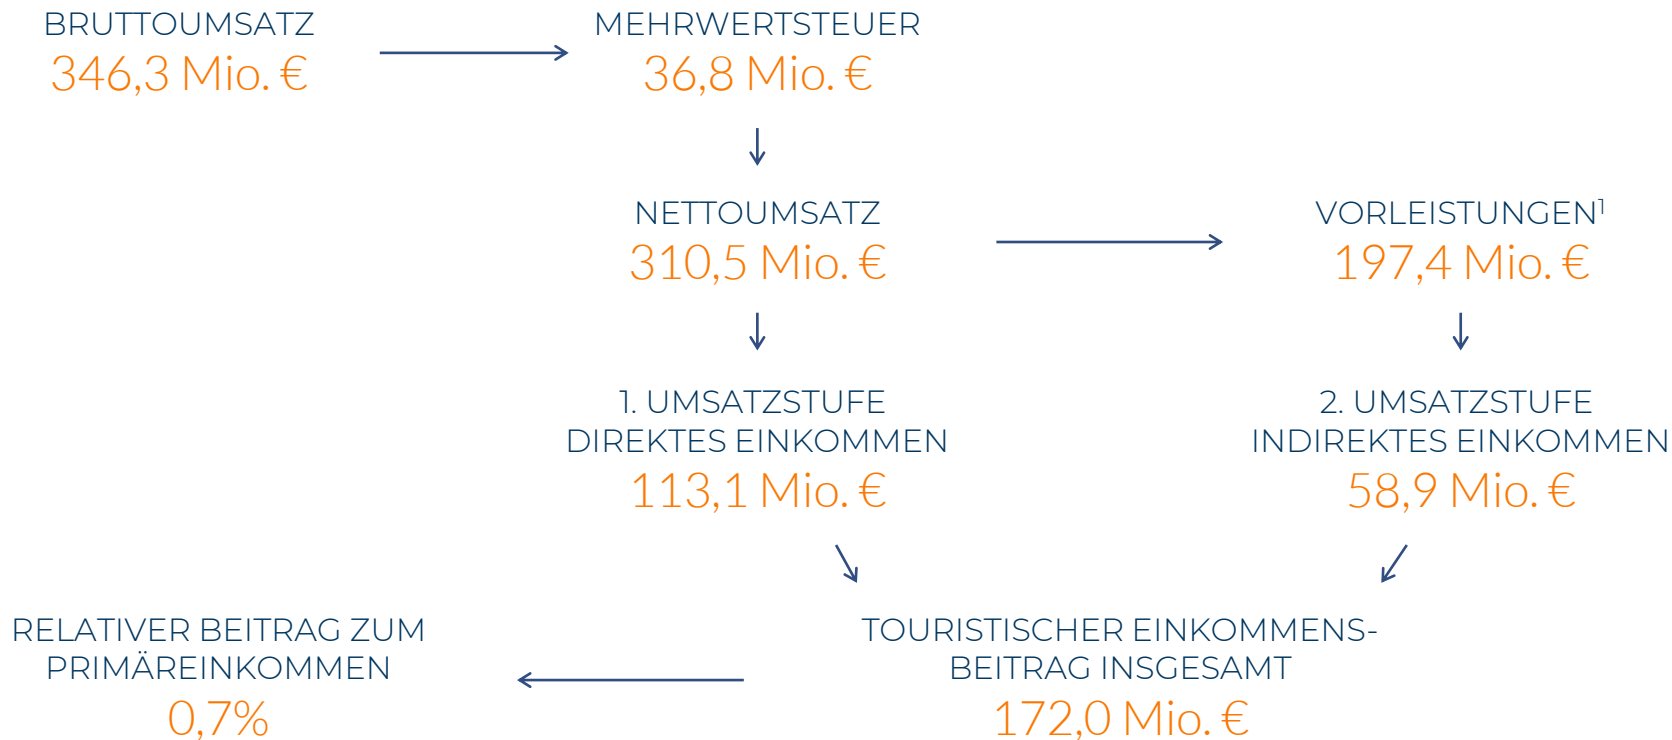 BRUTTOUMSATZ
346,3 Mio. €
MEHRWERTSTEUER
36,8 Mio. €
NETTOUMSATZ
310,5 Mio. €
VORLEISTUNGEN¹
197,4 Mio. €
1. UMSATZSTUFE
DIREKTES EINKOMMEN
113,1 Mio. €
2. UMSATZSTUFE
INDIREKTES EINKOMMEN
58,9 Mio. €
RELATIVER BEITRAG ZUM
PRIMÄREINKOMMEN
0,7%
TOURISTISCHER EINKOMMENS-
BEITRAG INSGESAMT
172,0 Mio. €